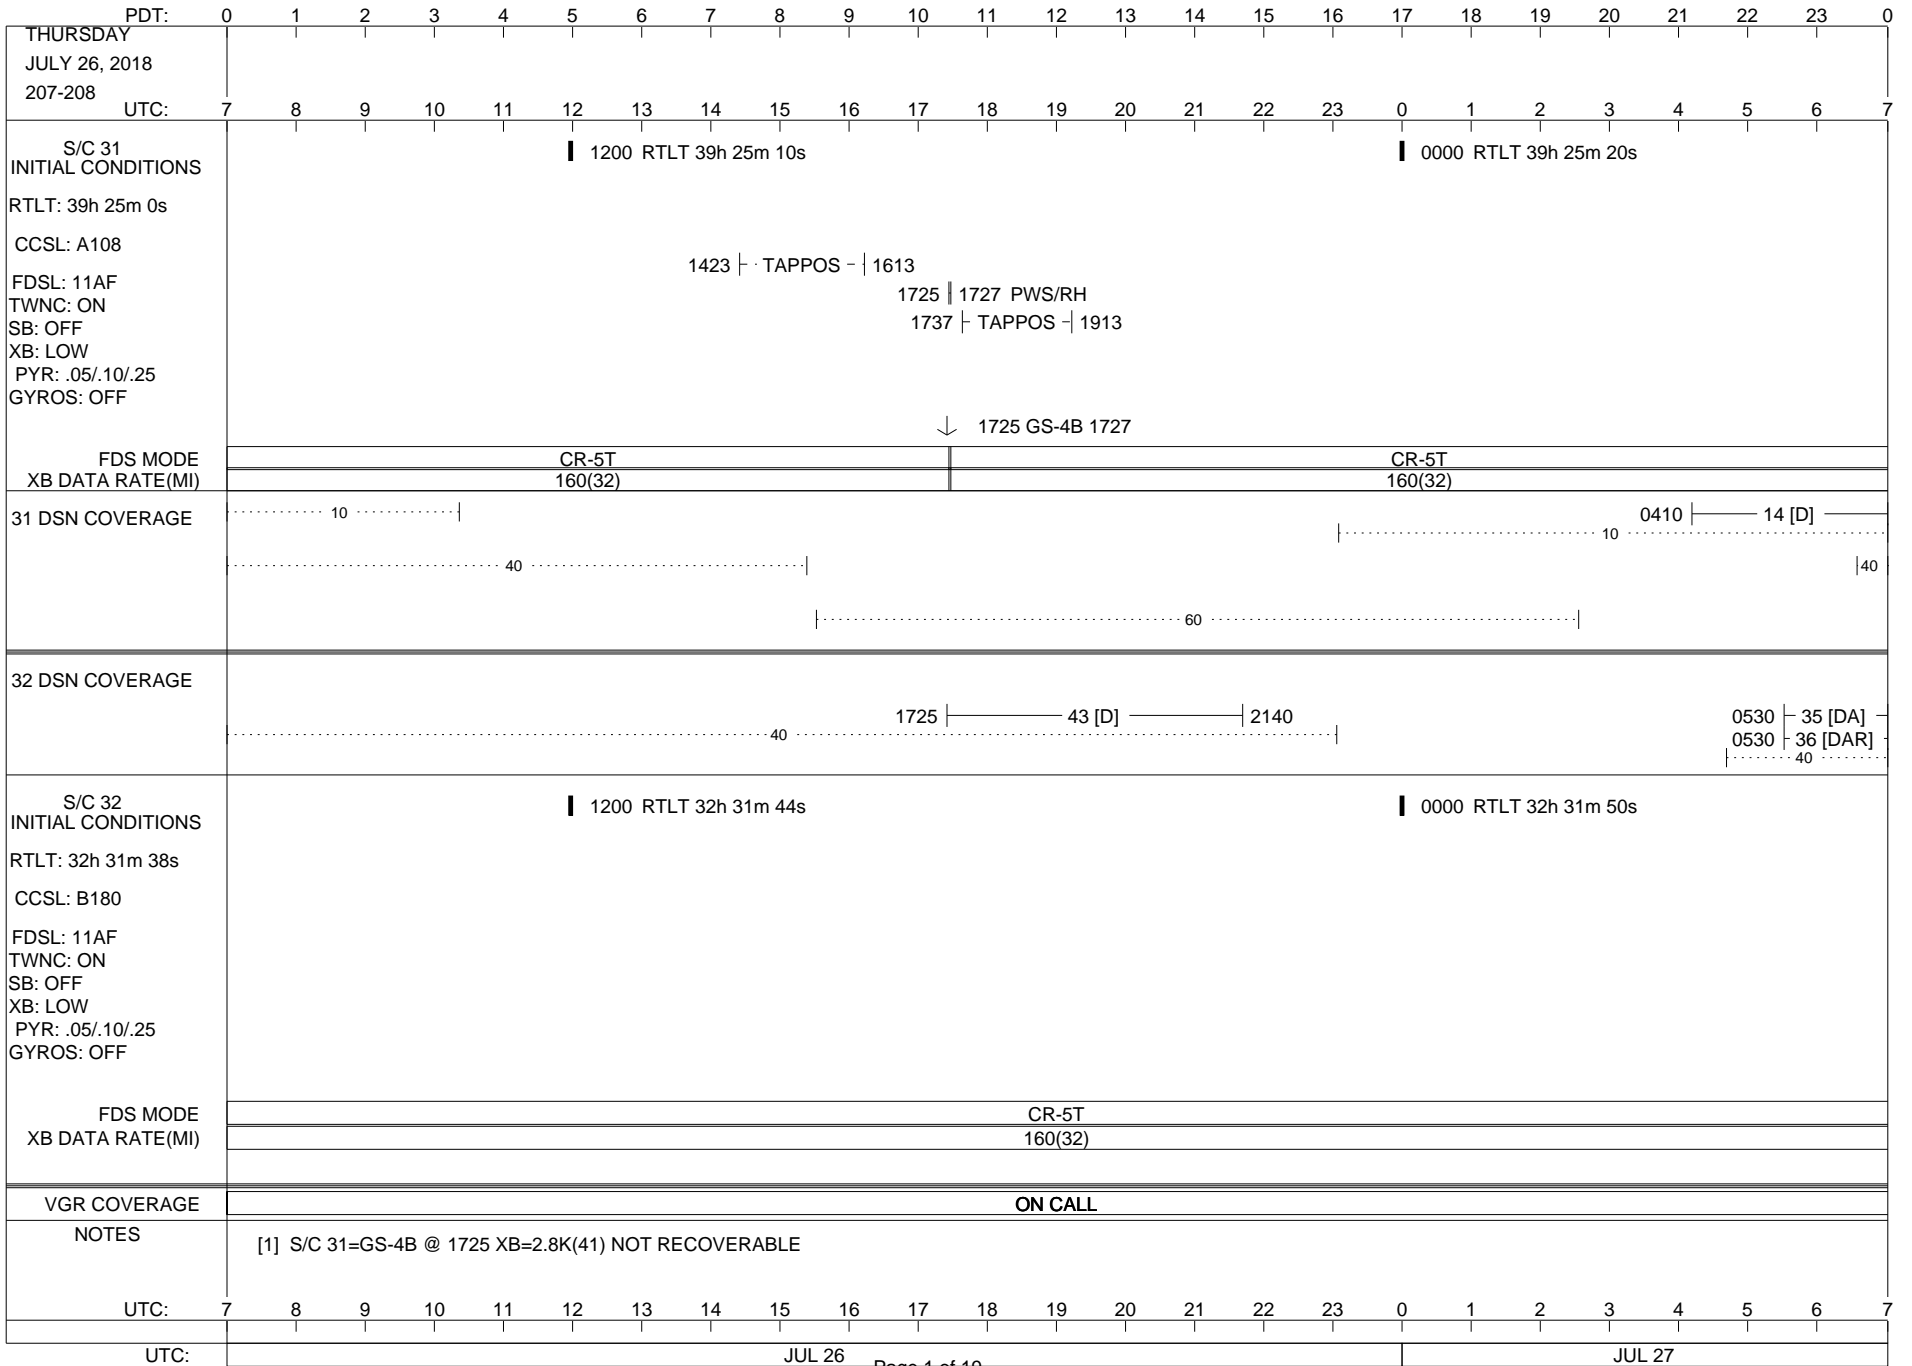 PDT: 0 1 2 3 4 5 6 7 8 9 10 11 12 13 14 15 16 17 18 19 20 21 22 23 0
THURSDAY
JULY 26, 2018
207-208
UTC: 7 8 9 10 11 12 13 14 15 16 17 18 19 20 21 22 23 0 1 2 3 4 5 6 7
S/C 31
INITIAL CONDITIONS
1200 RTLT 39h 25m 10s
0000 RTLT 39h 25m 20s
RTLT: 39h 25m 0s
CCSL: A108
1423 TAPPOS 1613
FDSL: 11AF
1725 1727 PWS/RH
TWNC: ON
1737 TAPPOS 1913
SB: OFF
XB: LOW
PYR: .05/.10/.25
GYROS: OFF
1725 GS-4B 1727
FDS MODE CR-5T CR-5T
XB DATA RATE(MI) 160(32) 160(32)
31 DSN COVERAGE
10
0410 14 [D]
10
40
40
60
32 DSN COVERAGE
1725 43 [D] 2140
0530 35 [DA]
40
0530 36 [DAR]
40
S/C 32
INITIAL CONDITIONS
1200 RTLT 32h 31m 44s
0000 RTLT 32h 31m 50s
RTLT: 32h 31m 38s
CCSL: B180
FDSL: 11AF
TWNC: ON
SB: OFF
XB: LOW
PYR: .05/.10/.25
GYROS: OFF
FDS MODE CR-5T
XB DATA RATE(MI) 160(32)
VGR COVERAGE ON CALL
NOTES
[1] S/C 31=GS-4B @ 1725 XB=2.8K(41) NOT RECOVERABLE
UTC: 7 8 9 10 11 12 13 14 15 16 17 18 19 20 21 22 23 0 1 2 3 4 5 6 7
UTC: JUL 26 JUL 27
Page 1 of 19